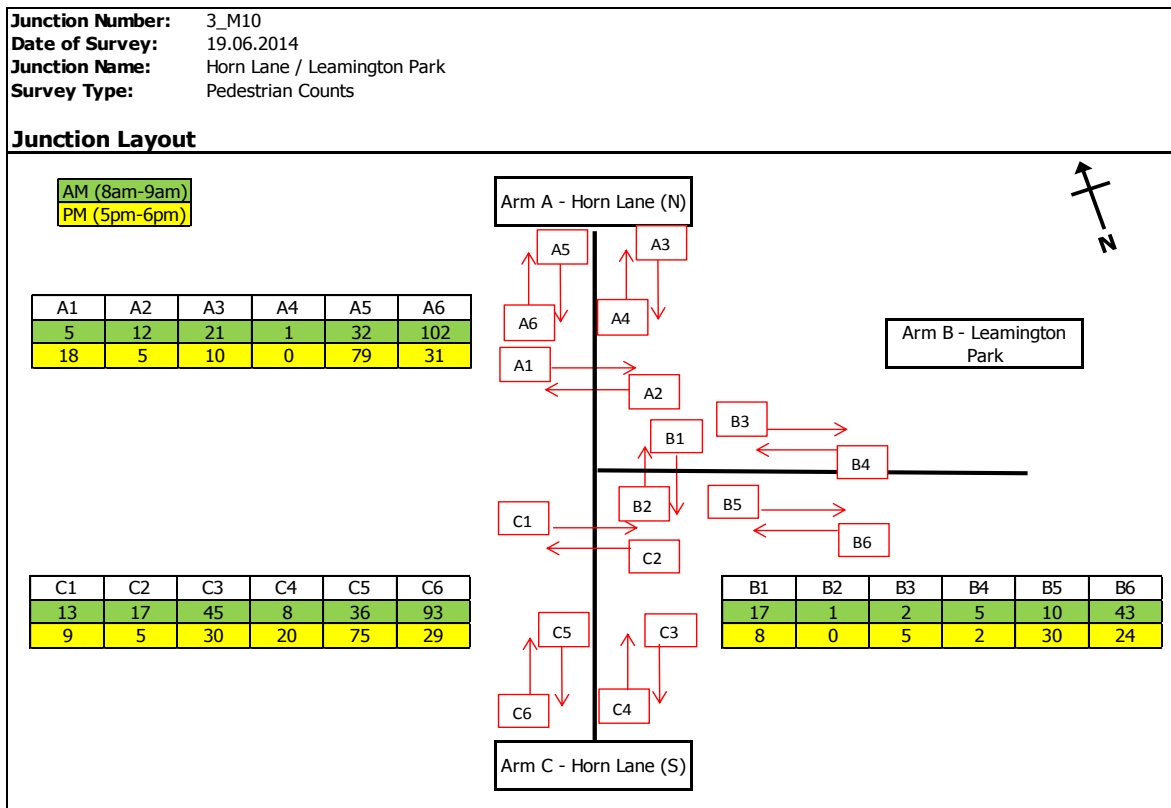 Junction Number: 3_M10
Date of Survey: 19.06.2014
Junction Name: Horn Lane / Leamington Park
Survey Type: Pedestrian Counts
Junction Layout
AM (8am-9am)
PM (5pm-6pm)
Arm A - Horn Lane (N)
N
A5
A3
A6
A4
A1 A2 A3 A4 A5 A6
5 12 21 1 32 102
18 5 10 0 79 31
Arm B - Leamington
Park
A1
A2
B3
B1
B4
B2
B5
C1
B6
C2
C1 C2 C3 C4 C5 C6
13 17 45 8 36 93
9 5 30 20 75 29
B1 B2 B3 B4 B5 B6
17 1 2 5 10 43
8 0 5 2 30 24
C5
C3
C6
C4
Arm C - Horn Lane (S)